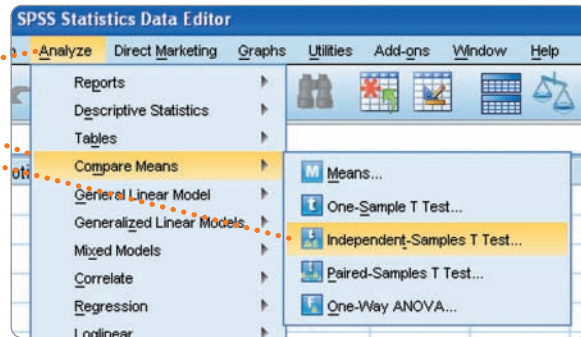 SPSS Statistics Data Editor
Analyze Direct Marketing Graphs Utilities Add-ons Window Help
Reports
Descriptive Statistics
Tables
Compare Means
General Linear Model
Generalized Linear Models
Mixed Models
Correlate
Regression
Loglinear
M Means...
t One-Sample T Test...
Independent-Samples T Test...
Paired-Samples T Test...
One-Way ANOVA...